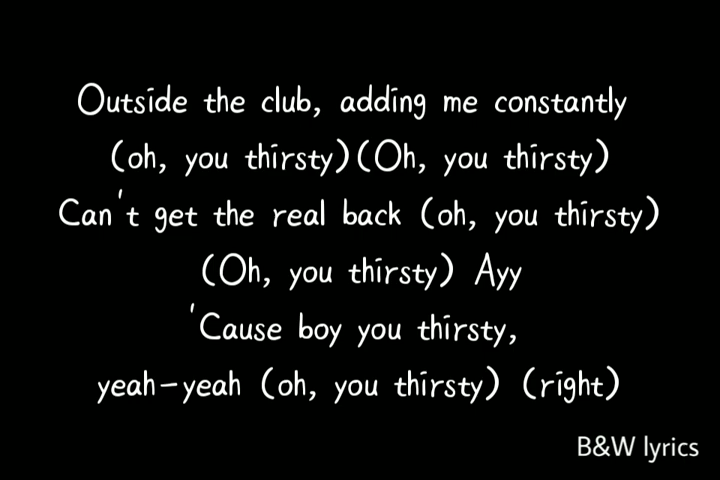 Outside the club, adding me constantly
(oh, you thirsty)(Oh, you thirsty)
Can't get the real back (oh, you thirsty)
(Oh, you thirsty) Ayy
'Cause boy you thirsty,
yeah-yeah (oh, you thirsty) (right)
B&W lyrics